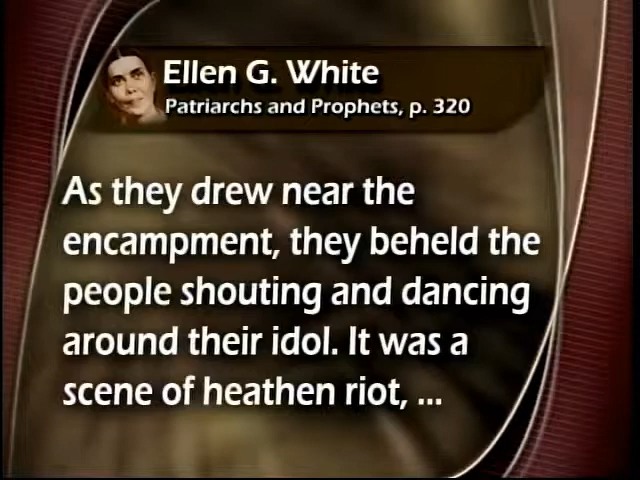 Ellen G. White
Patriarchs and Prophets, p. 320
As they drew near the
encampment, they beheld the
people shouting and dancing
around their idol. It was a
scene of heathen riot, ...